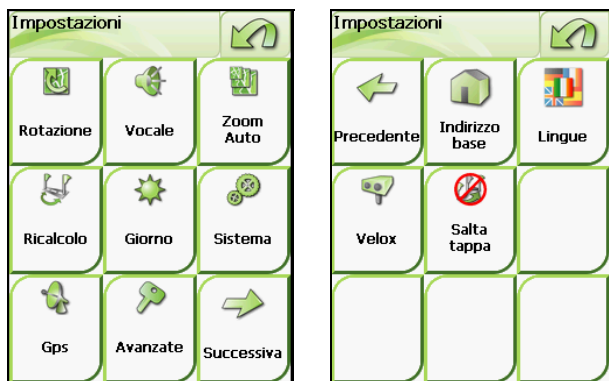 Impostazioni
Rotazione
Vocale
Zoom
Auto
Ricalcolo
Giorno
Sistema
Gps
Avanzate
Successiva
Impostazioni
Precedente
Indirizzo
base
Lingue
Velox
Salta
tappa